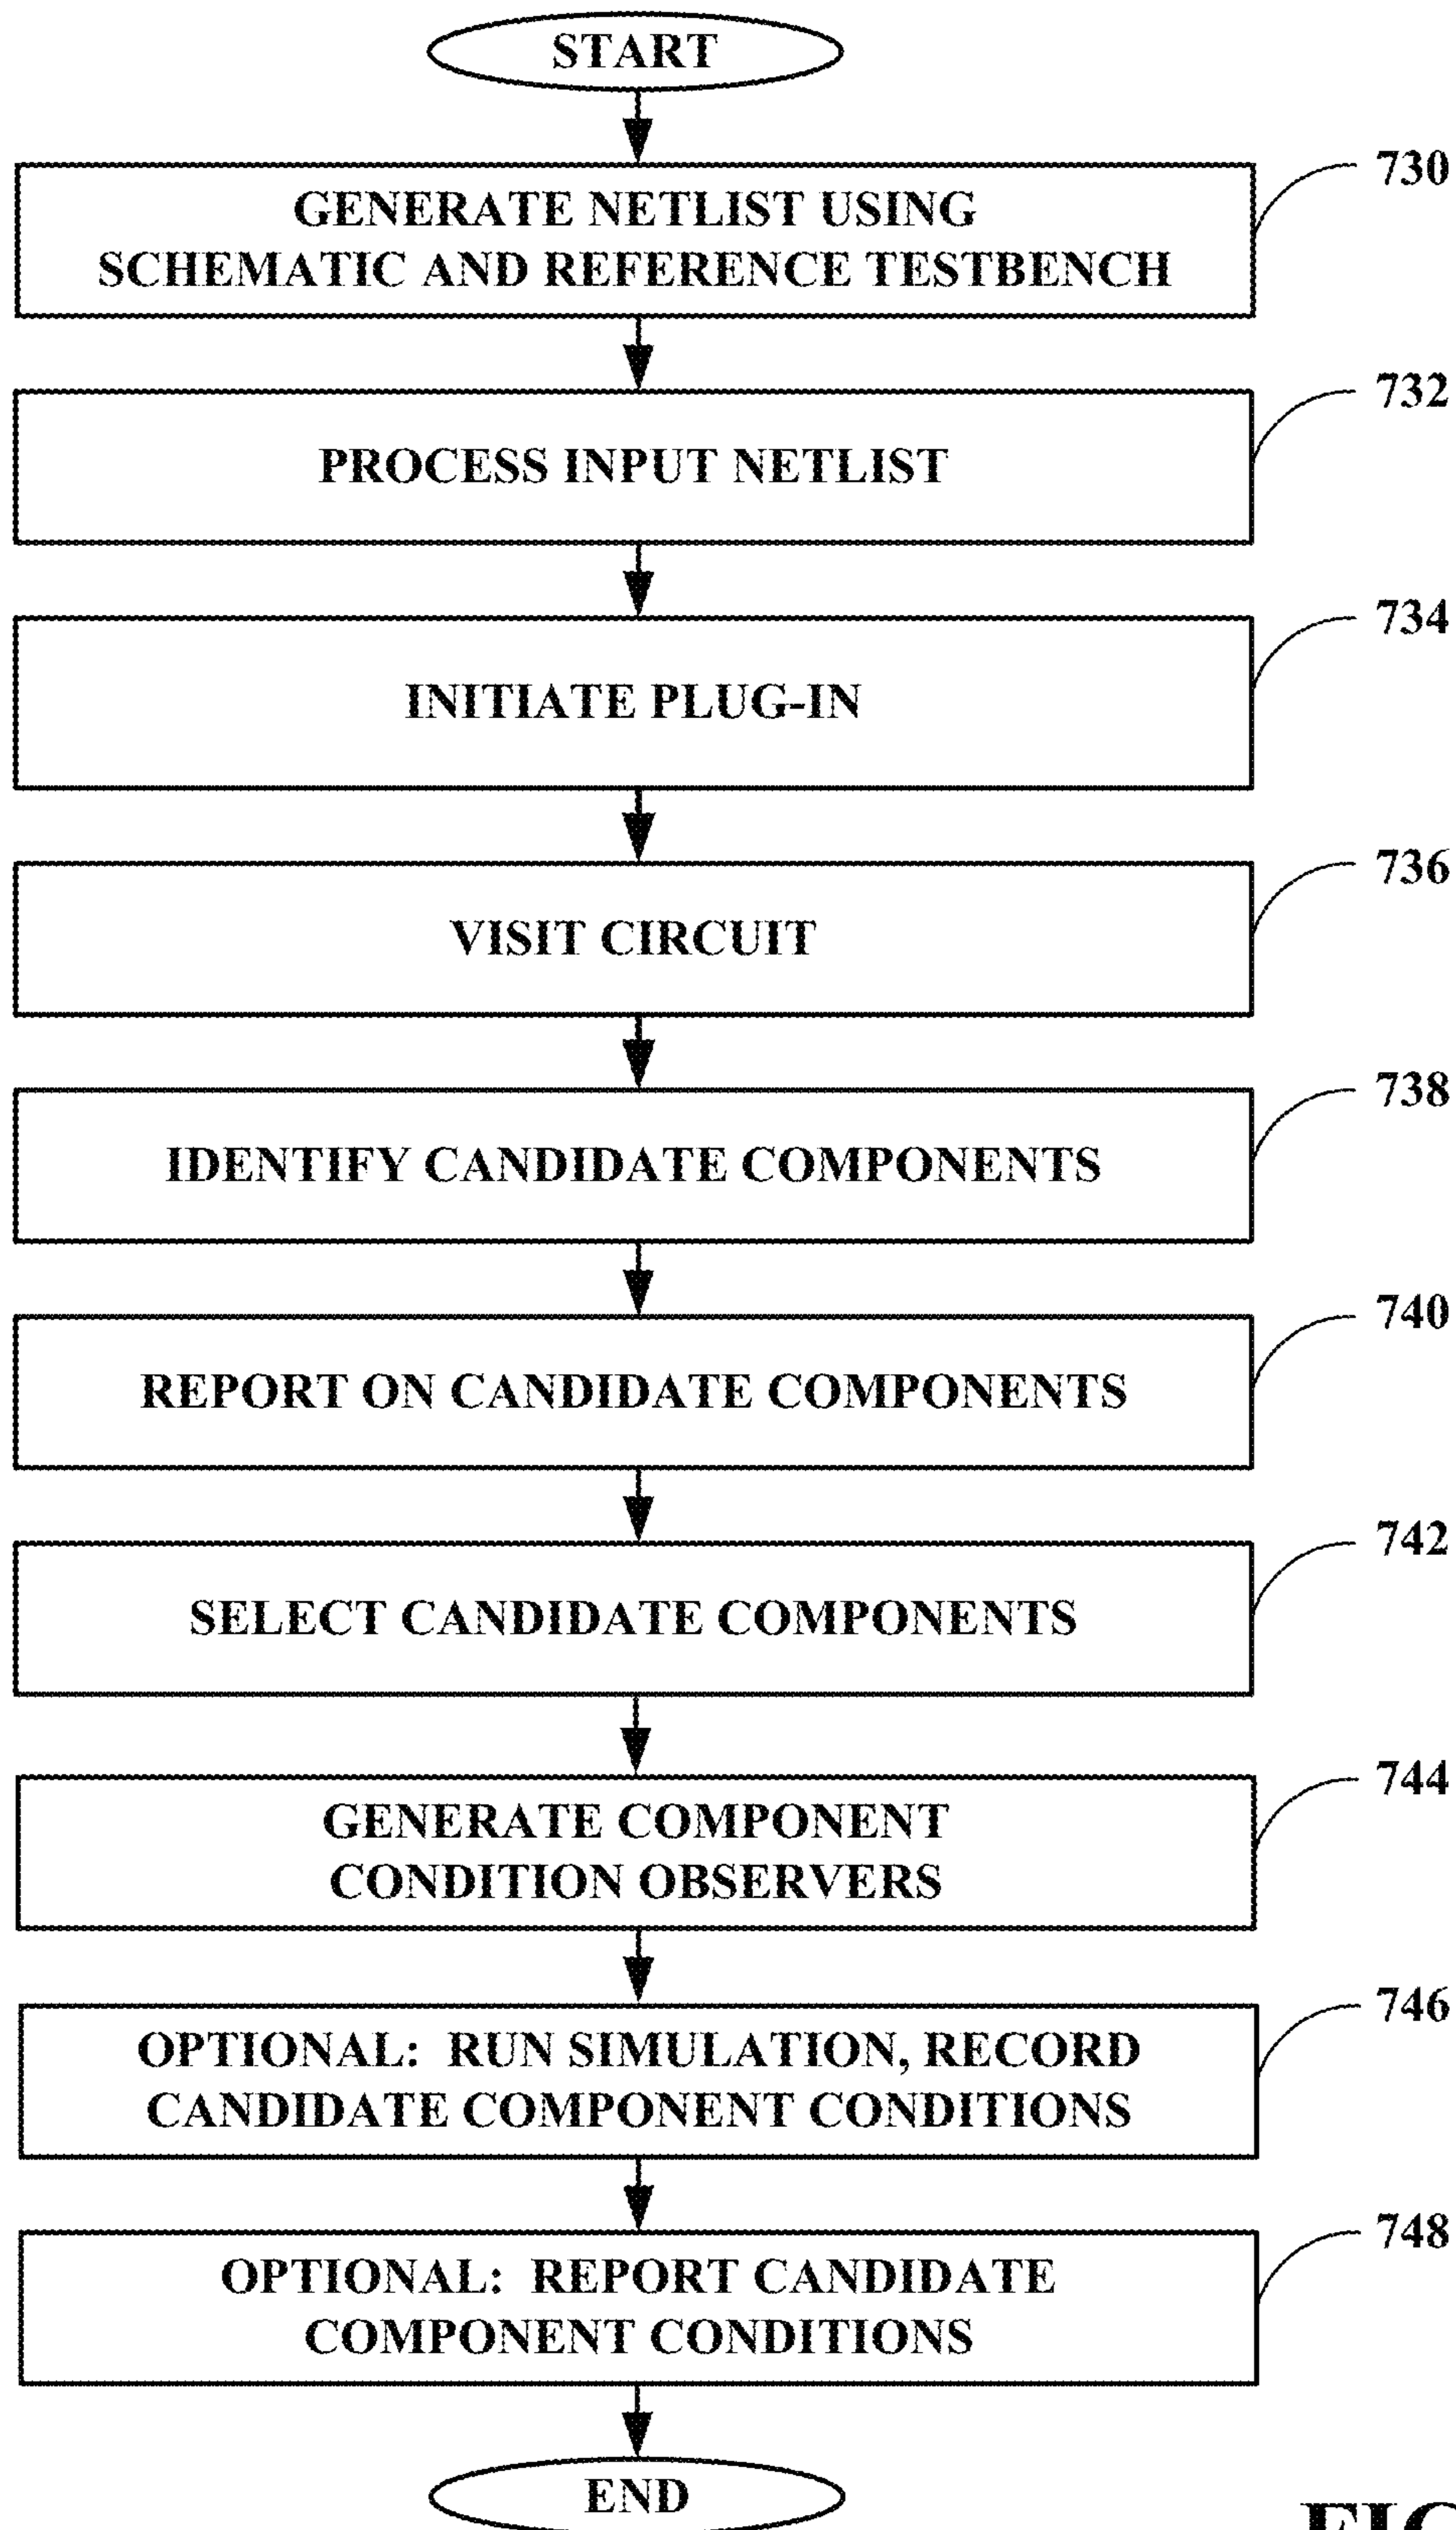 START
730
GENERATE NETLIST USING
SCHEMATIC AND REFERENCE TESTBENCH
732
PROCESS INPUT NETLIST
734
INITIATE PLUG-IN
736
VISIT CIRCUIT
738
IDENTIFY CANDIDATE COMPONENTS
740
REPORT ON CANDIDATE COMPONENTS
742
SELECT CANDIDATE COMPONENTS
744
GENERATE COMPONENT
CONDITION OBSERVERS
746
OPTIONAL: RUN SIMULATION, RECORD
CANDIDATE COMPONENT CONDITIONS
748
OPTIONAL: REPORT CANDIDATE
COMPONENT CONDITIONS
END